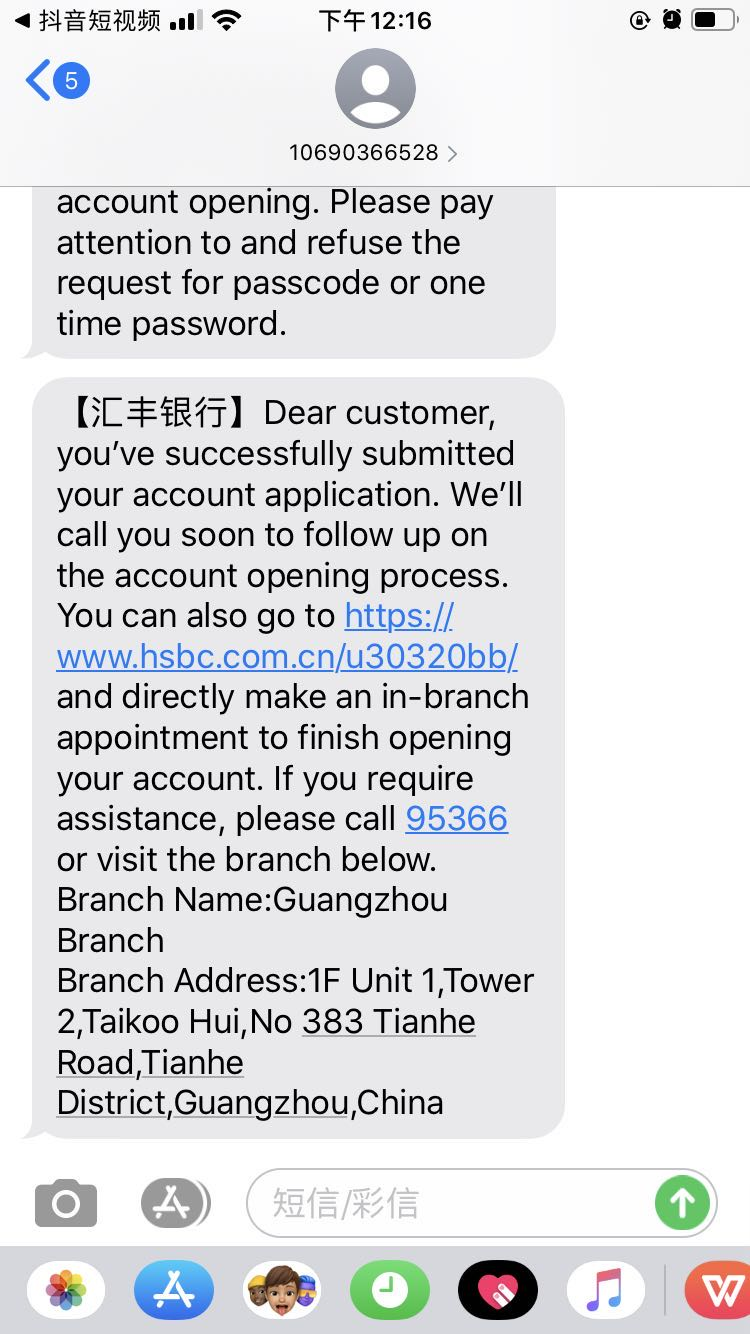 抖音短视频
下午12:16
5
10690366528
account opening. Please pay
attention to and refuse the
request for passcode or one
time password.
【汇丰银行】Dear customer,
you’ve successfully submitted
your account application. We’ll
call you soon to follow up on
the account opening process.
You can also go to https://
www.hsbc.com.cn/u30320bb/
and directly make an in-branch
appointment to finish opening
your account. If you require
assistance, please call 95366
or visit the branch below.
Branch Name:Guangzhou
Branch
Branch Address:1F Unit 1,Tower
2,Taikoo Hui,No 383 Tianhe
Road,Tianhe
District,Guangzhou,China
短信/彩信